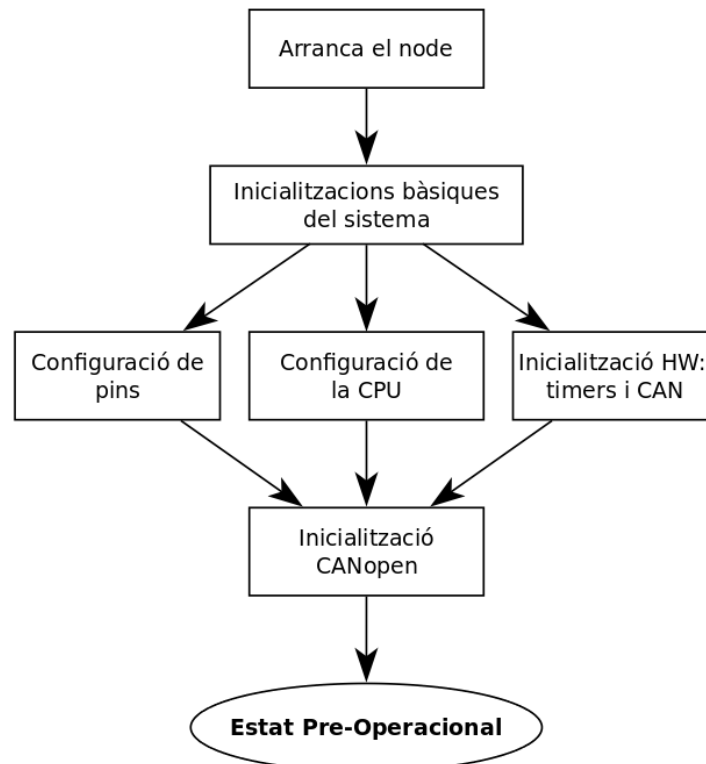 Arranca el node
Inicialitzacions bàsiques
del sistema
Configuració de
pins
Configuració de
la CPU
Inicialització HW:
timers i CAN
Inicialització
CANopen
Estat Pre-Operacional